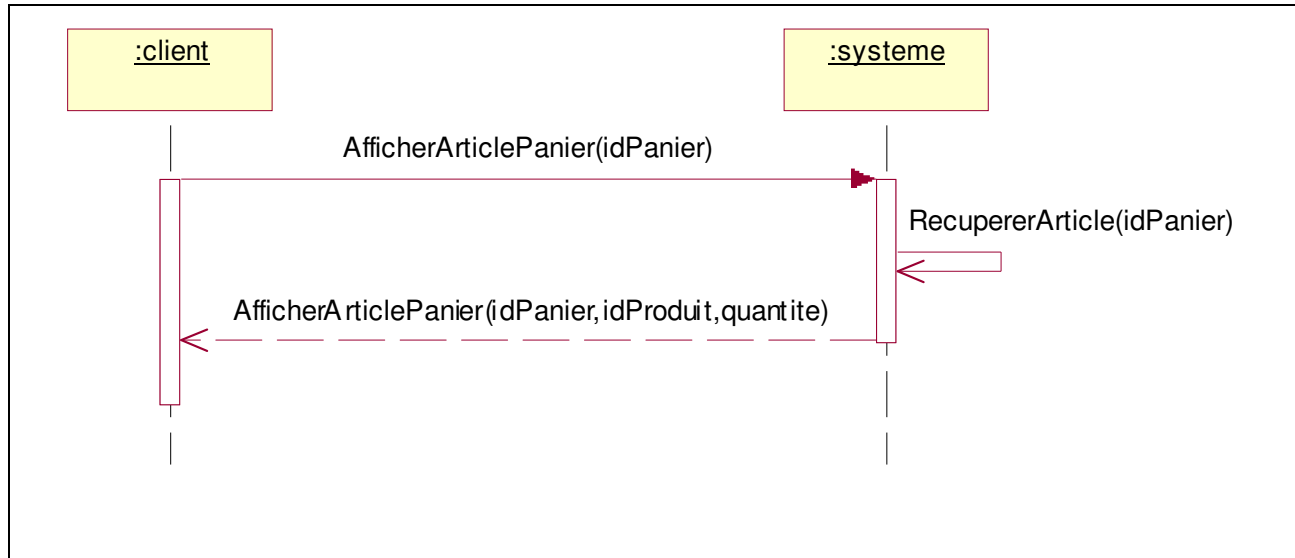 :client
:systeme
AfficherArticlePanier(idPanier)
RecupererArticle(idPanier)
AfficherArticlePanier(idPanier,idProduit,quantite)